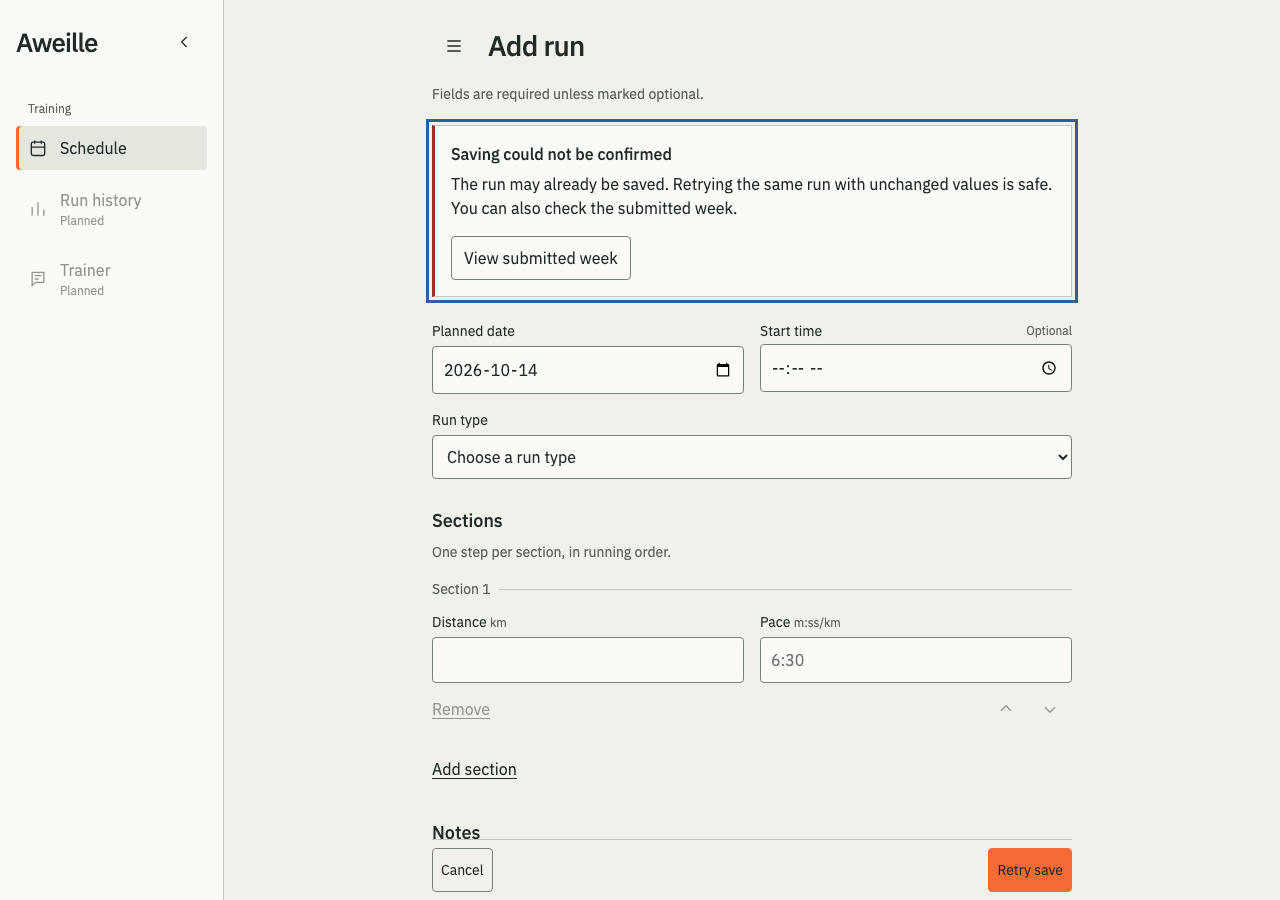 Aweille
Training
Schedule
Run history
Planned
Trainer
Planned
Add run
Fields are required unless marked optional.
Saving could not be confirmed
The run may already be saved. Retrying the same run with unchanged values is safe.
You can also check the submitted week.
View submitted week
Planned date
2026-10-14
Start time Optional
--:-- --
Run type
Choose a run type
Sections
One step per section, in running order.
Section 1
Distance km
Pace m:ss/km
6:30
Remove
Add section
Notes
Cancel
Retry save